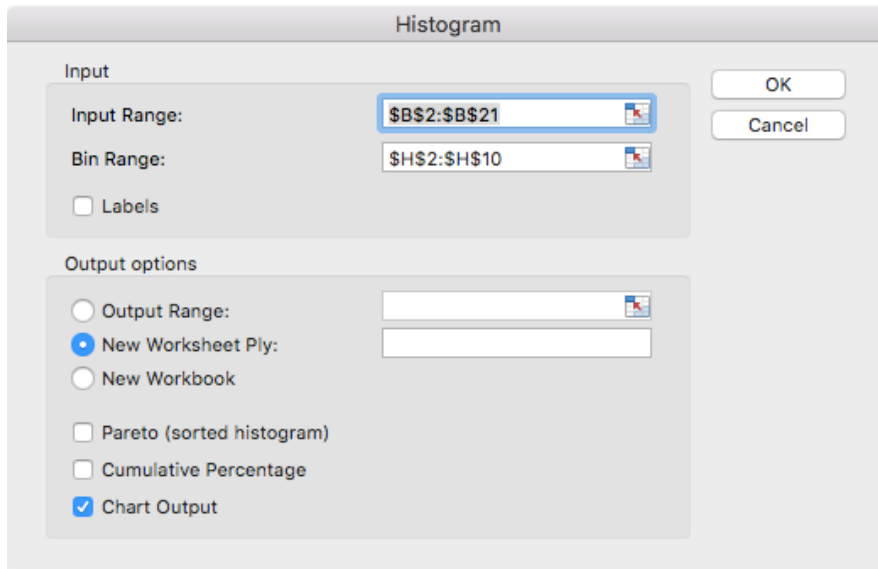 Histogram
Input
OK
Input Range: $B$2:$B$21
Cancel
Bin Range: $H$2:$H$10
Labels
Output options
Output Range:
New Worksheet Ply:
New Workbook
Pareto (sorted histogram)
Cumulative Percentage
Chart Output